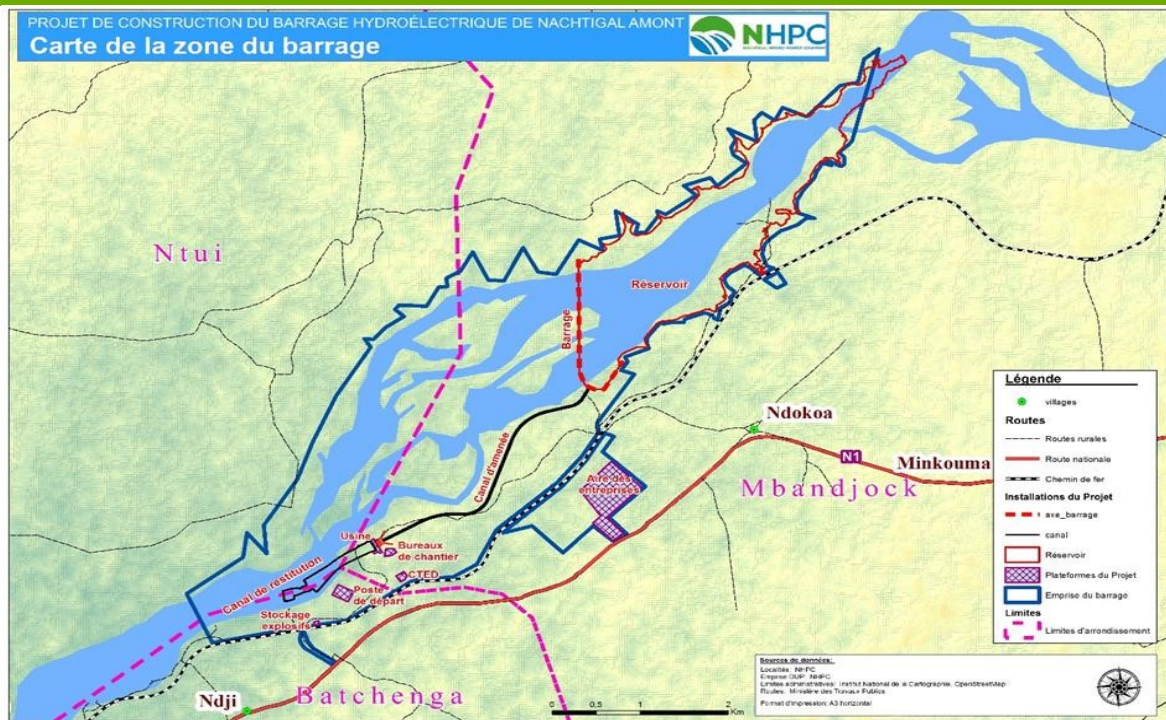 PROJET DE CONSTRUCTION DU BARRAGE HYDROÉLECTRIQUE DE NACHTIGAL AMONT
Carte de la zone du barrage
NHPC
Ntui
Réservoir
Barrage
Canal d'amenée
Ndokoa
N1
Minkouma
Mbandjock
Aire des
entreprises
Usine
Bureaux
de chantier
CTED
Canal de réstitution
Poste
de départ
Stockage
explosifs
Ndji
Batchenga
Légende
villages
Routes
Routes rurales
Route nationale
Chemin de fer
Installations du Projet
axe_barrage
canal
Réservoir
Plateformes du Projet
Emprise du barrage
Limites
Limites d'arrondissement
Sources de données:
Localités: NHPC
Emprise DUP: NHPC
Limites administratives: Institut National de la Cartographie, OpenStreetMap
Routes: Ministère des Travaux Publics
Format d'impression: A3 horizontal
0 0,5 1 2
Km